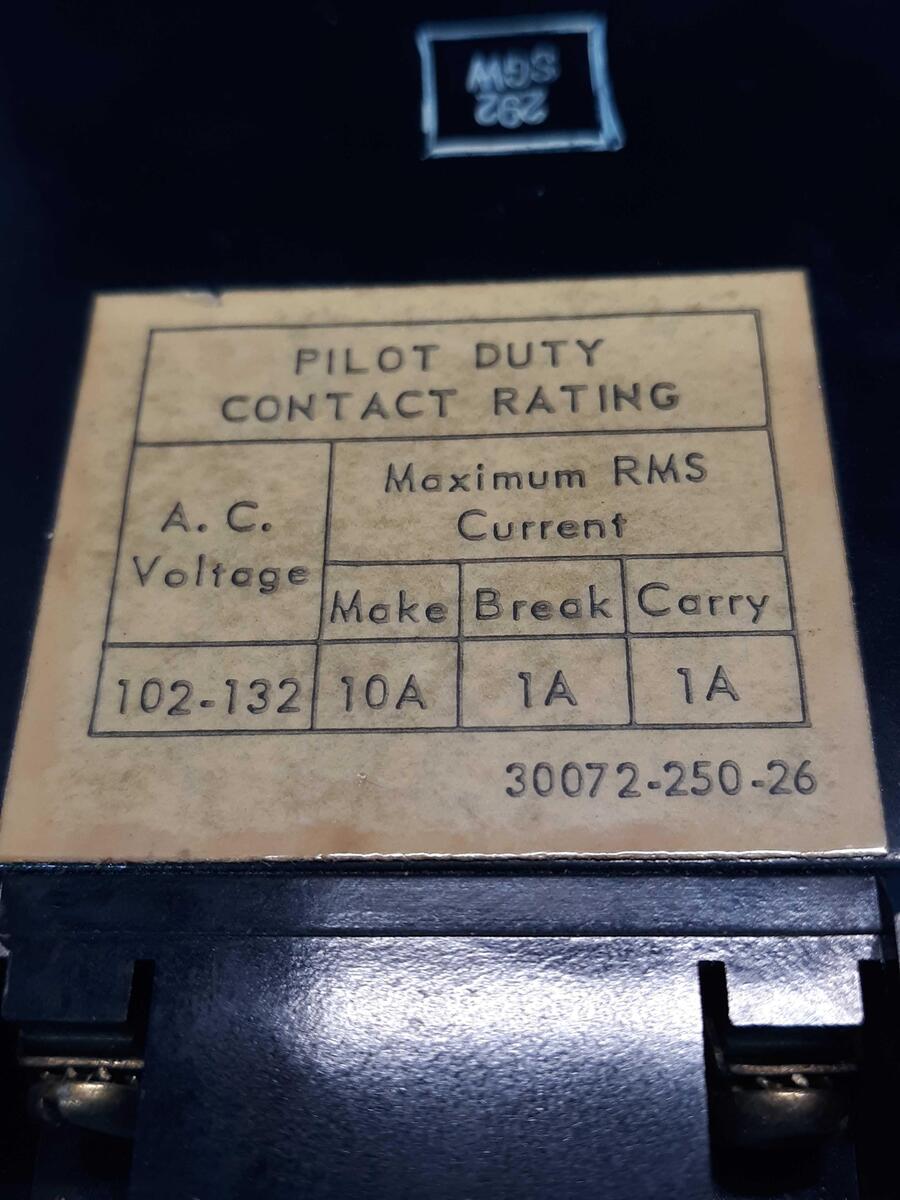 292
SGW
PILOT DUTY
CONTACT RATING
A. C.
Voltage
Maximum RMS
Current
Make Break Carry
102-132 10A 1A 1A
30072-250-26